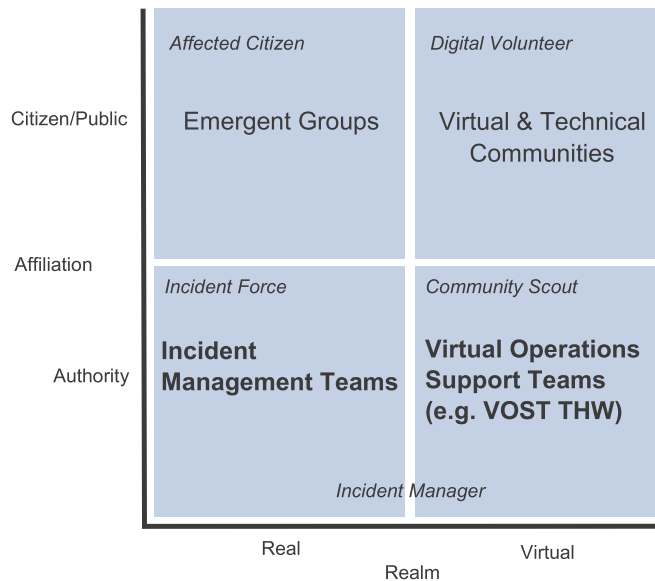 Affected Citizen
Digital Volunteer
Citizen/Public
Emergent Groups
Virtual & Technical
Communities
Affiliation
Incident Force
Community Scout
Authority
Incident
Management Teams
Virtual Operations
Support Teams
(e.g. VOST THW)
Incident Manager
Real
Virtual
Realm